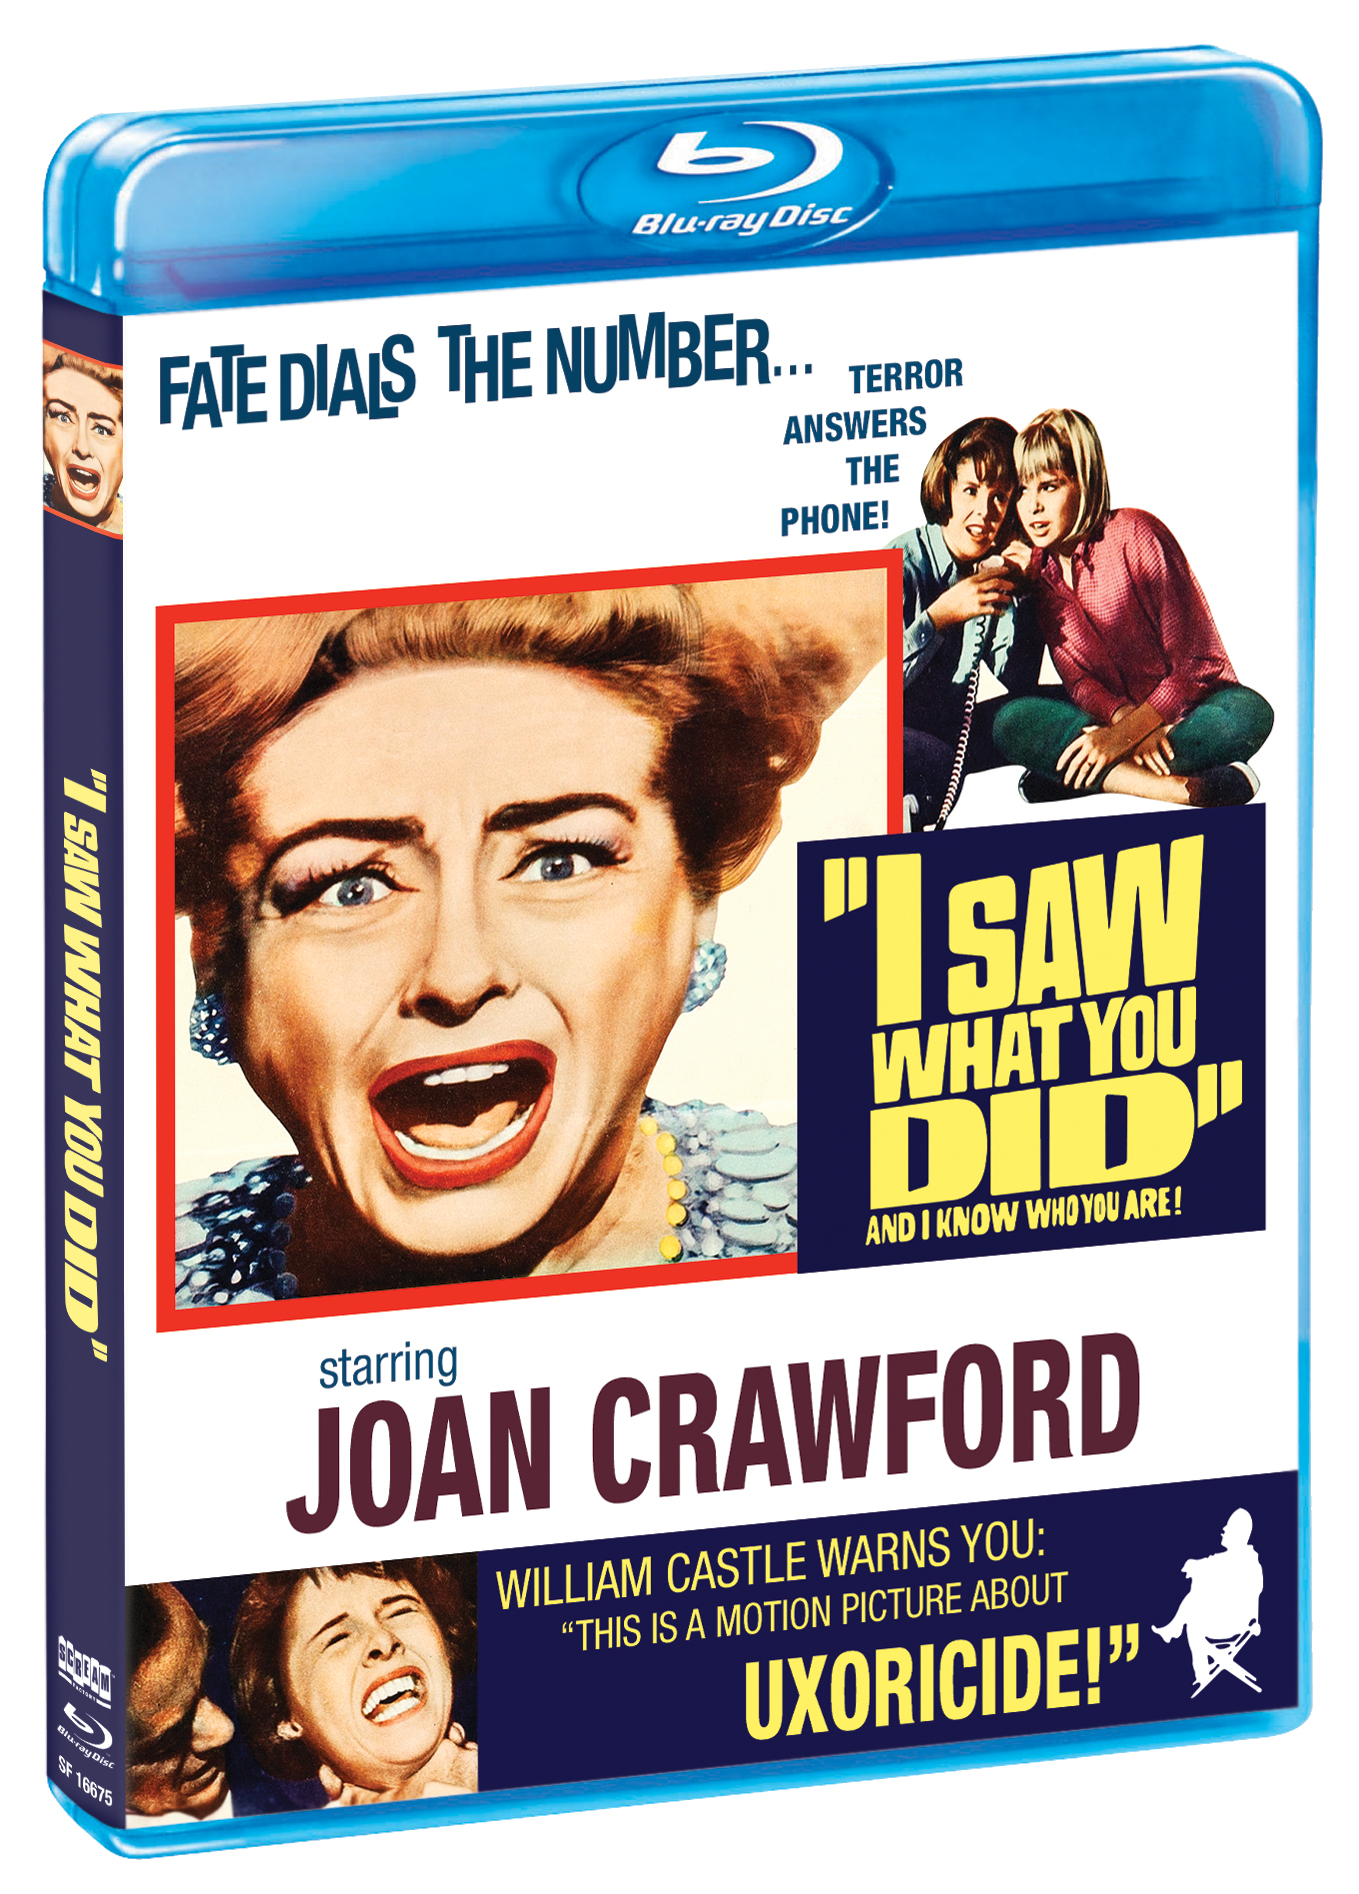 Blu-ray Disc
FATE DIALS THE NUMBER...
TERROR
ANSWERS
THE
PHONE!
"I SAW
WHAT YOU
DID"
AND I KNOW WHO YOU ARE!
starring
JOAN CRAWFORD
WILLIAM CASTLE WARNS YOU:
"THIS IS A MOTION PICTURE ABOUT
UXORICIDE!"
"I SAW WHAT YOU DID"
SCREAM
FACTORY
Blu-ray Disc
SF 16675